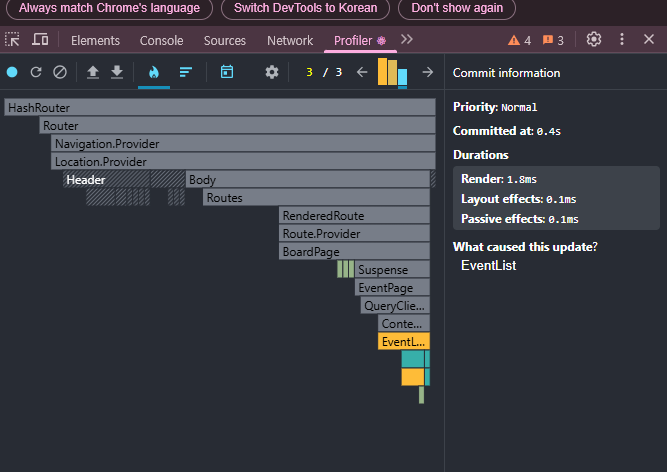 Always match Chrome's language Switch DevTools to Korean Don't show again
Elements Console Sources Network Profiler 4 3
3 / 3 Commit information
HashRouter
Router
Navigation.Provider
Location.Provider
Header Body
Routes
RenderedRoute
Route.Provider
BoardPage
Suspense
EventPage
QueryClie...
Conte...
EventL...
Priority: Normal
Committed at: 0.4s
Durations
Render: 1.8ms
Layout effects: 0.1ms
Passive effects: 0.1ms
What caused this update?
EventList